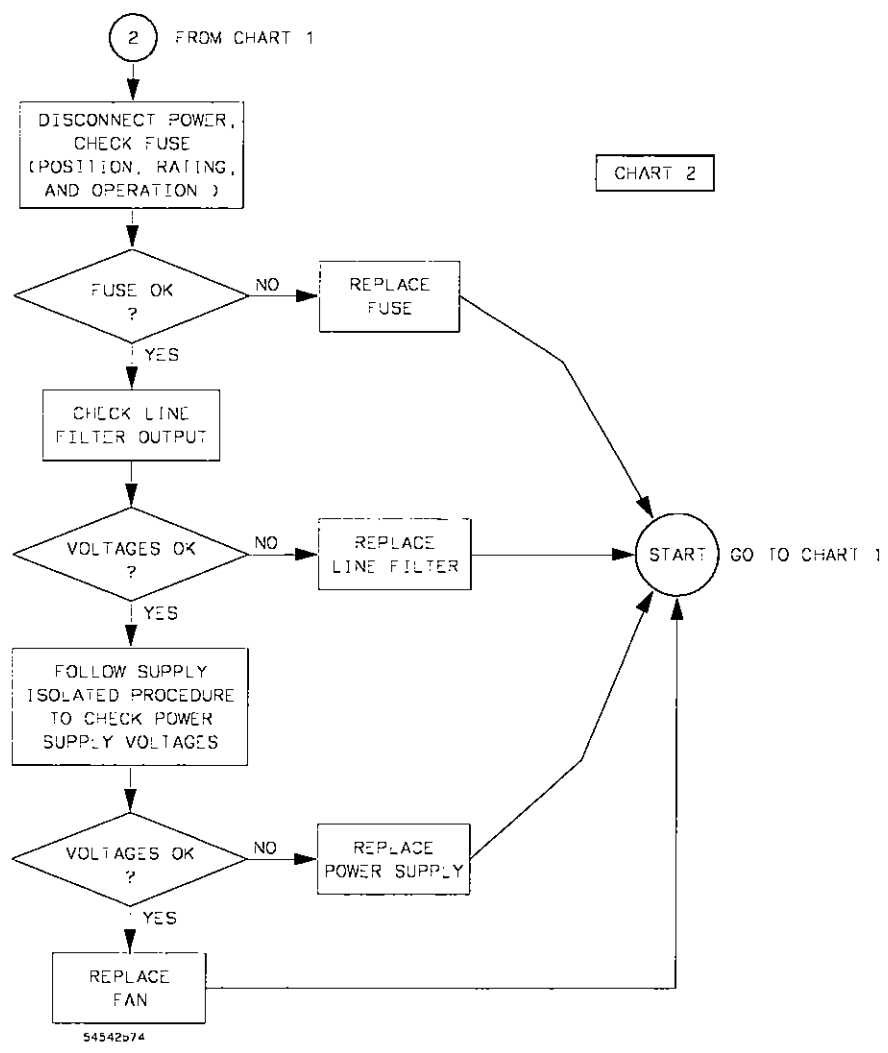 2 FROM CHART 1
DISCONNECT POWER,
CHECK FUSE
(POSITION, RATING,
AND OPERATION )
CHART 2
FUSE OK
?
NO
REPLACE
FUSE
YES
CHECK LINE
FILTER OUTPUT
VOLTAGES OK
?
NO
REPLACE
LINE FILTER
START GO TO CHART 1
YES
FOLLOW SUPPLY
ISOLATED PROCEDURE
TO CHECK POWER
SUPPLY VOLTAGES
VOLTAGES OK
?
NO
REPLACE
POWER SUPPLY
YES
REPLACE
FAN
54542b74